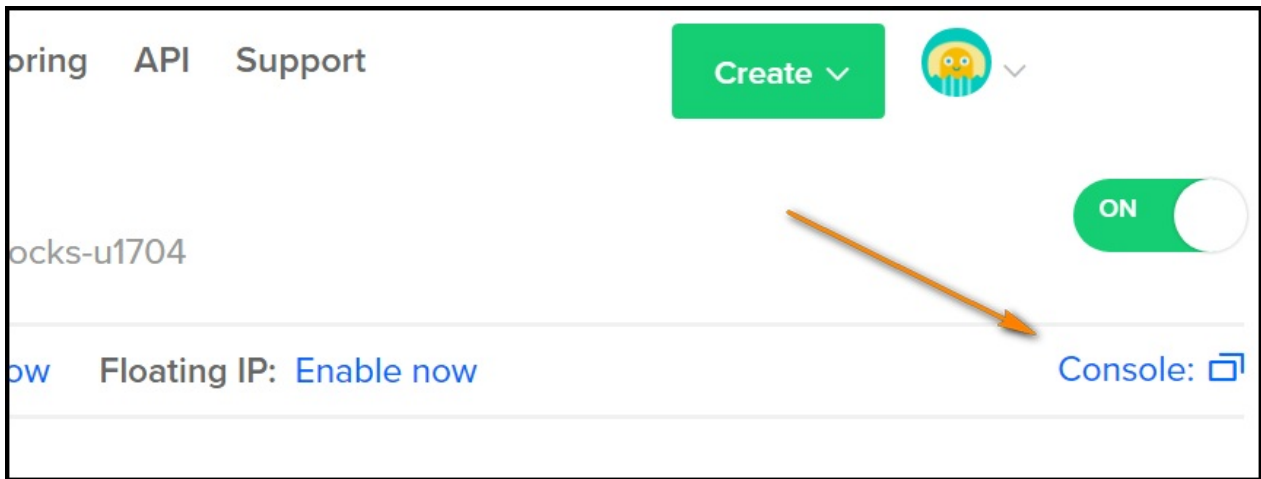 oring API Support Create
ON
ocks-u1704
ow Floating IP: Enable now Console: